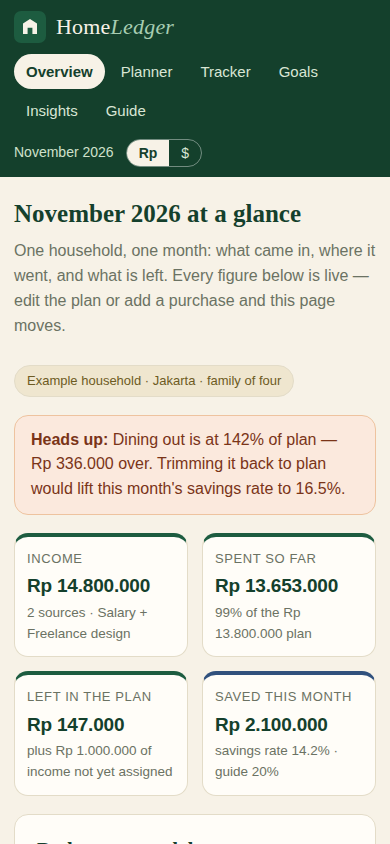 HomeLedger
Overview Planner Tracker Goals
Insights Guide
November 2026 Rp $
November 2026 at a glance
One household, one month: what came in, where it
went, and what is left. Every figure below is live —
edit the plan or add a purchase and this page
moves.
Example household · Jakarta · family of four
Heads up: Dining out is at 142% of plan —
Rp 336.000 over. Trimming it back to plan
would lift this month's savings rate to 16.5%.
INCOME
Rp 14.800.000
2 sources · Salary +
Freelance design
SPENT SO FAR
Rp 13.653.000
99% of the Rp
13.800.000 plan
LEFT IN THE PLAN
Rp 147.000
plus Rp 1.000.000 of
income not yet assigned
SAVED THIS MONTH
Rp 2.100.000
savings rate 14.2% ·
guide 20%